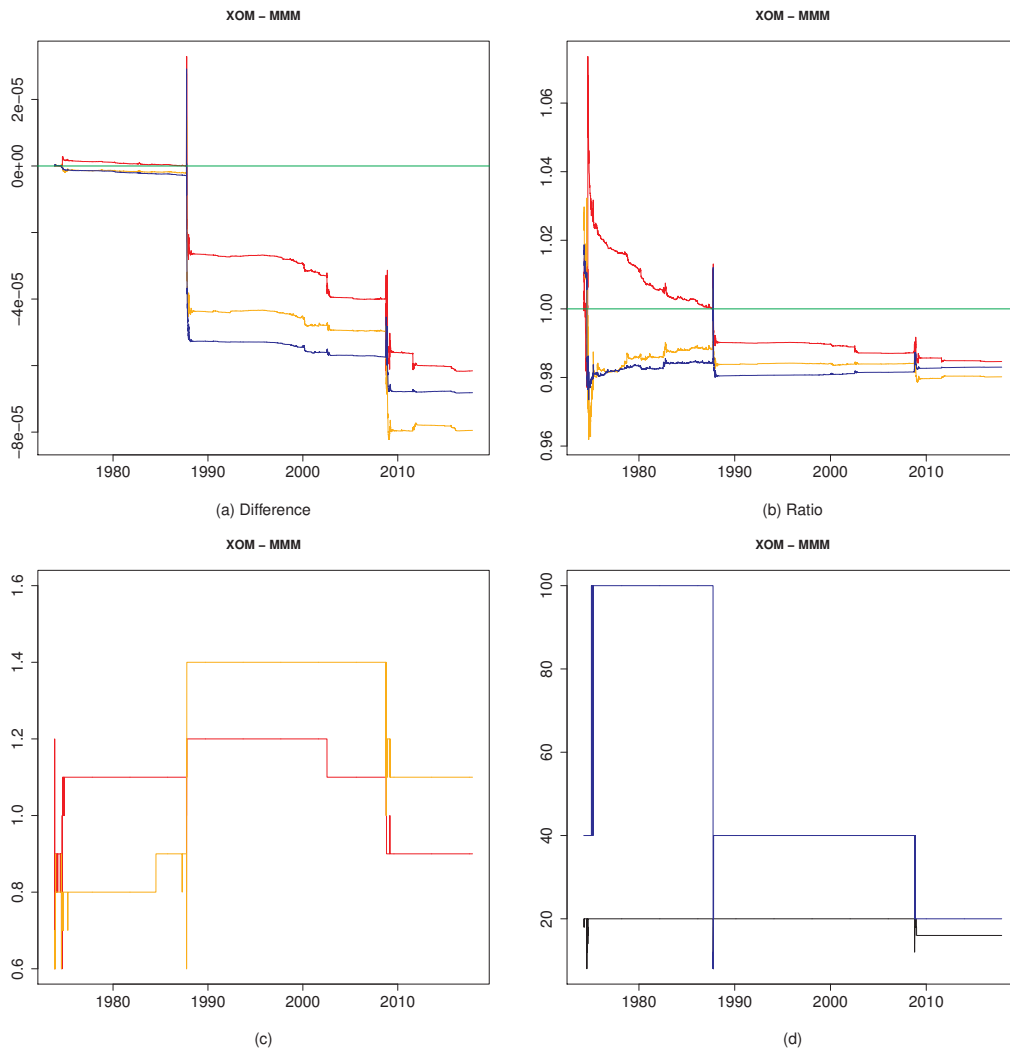 XOM − MMM
2e−05
0e+00
−4e−05
−8e−05
1980 1990 2000 2010
(a) Difference
XOM − MMM
1.06
1.04
1.02
1.00
0.98
0.96
1980 1990 2000 2010
(b) Ratio
XOM − MMM
1.6
1.4
1.2
1.0
0.8
0.6
1980 1990 2000 2010
(c)
XOM − MMM
100
80
60
40
20
1980 1990 2000 2010
(d)